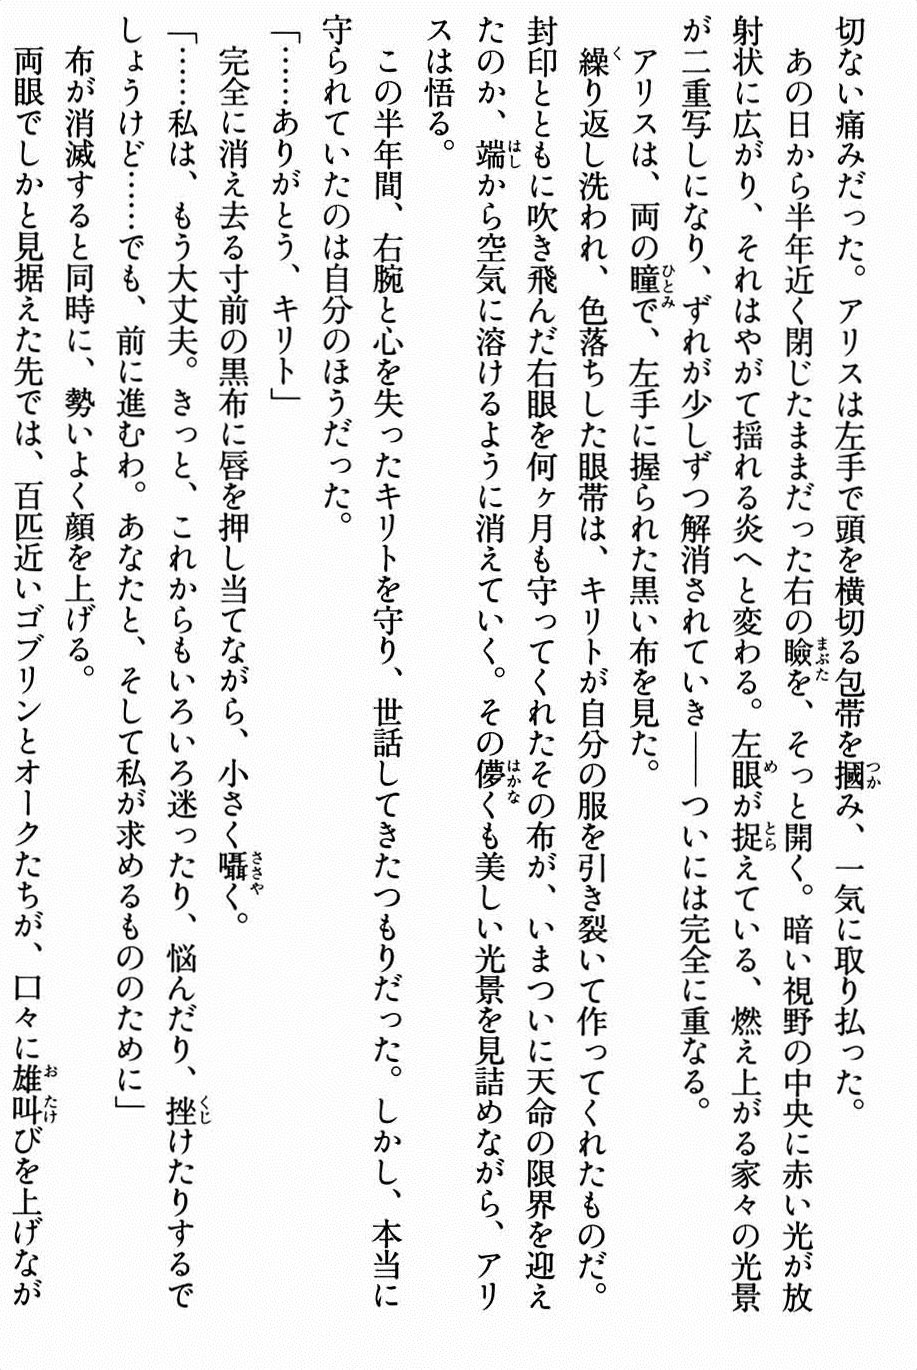 切ない痛みだった。アリスは左手で頭を横切る包帯を摑み、一気に取り払った。
あの日から半年近く閉じたままだった右の瞼を、そっと開く。暗い視野の中央に赤い光が放
射状に広がり、それはやがて揺れる炎へと変わる。左眼が捉えている、燃え上がる家々の光景
が二重写しになり、ずれが少しずつ解消されていき――ついには完全に重なる。
アリスは、両の瞳で、左手に握られた黒い布を見た。
繰り返し洗われ、色落ちした眼帯は、キリトが自分の服を引き裂いて作ってくれたものだ。
封印とともに吹き飛んだ右眼を何ヶ月も守ってくれたその布が、いまついに天命の限界を迎え
たのか、端から空気に溶けるように消えていく。その儚くも美しい光景を見詰めながら、アリ
スは悟る。
この半年間、右腕と心を失ったキリトを守り、世話してきたつもりだった。しかし、本当に
守られていたのは自分のほうだった。
「……ありがとう、キリト」
完全に消え去る寸前の黒布に唇を押し当てながら、小さく囁く。
「……私は、もう大丈夫。きっと、これからもいろいろ迷ったり、悩んだり、挫けたりするで
しょうけど……でも、前に進むわ。あなたと、そして私が求めるもののために」
布が消滅すると同時に、勢いよく顔を上げる。
両眼でしかと見据えた先では、百匹近いゴブリンとオークたちが、口々に雄叫びを上げなが